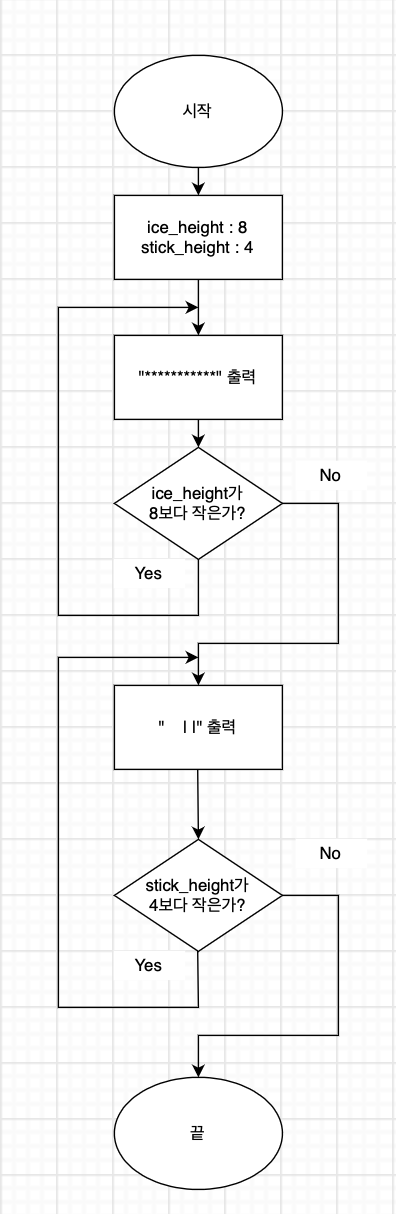 시작
ice_height : 8
stick_height : 4
"***********" 출력
ice_height가
8보다 작은가?
No
Yes
"    | |" 출력
stick_height가
4보다 작은가?
No
Yes
끝